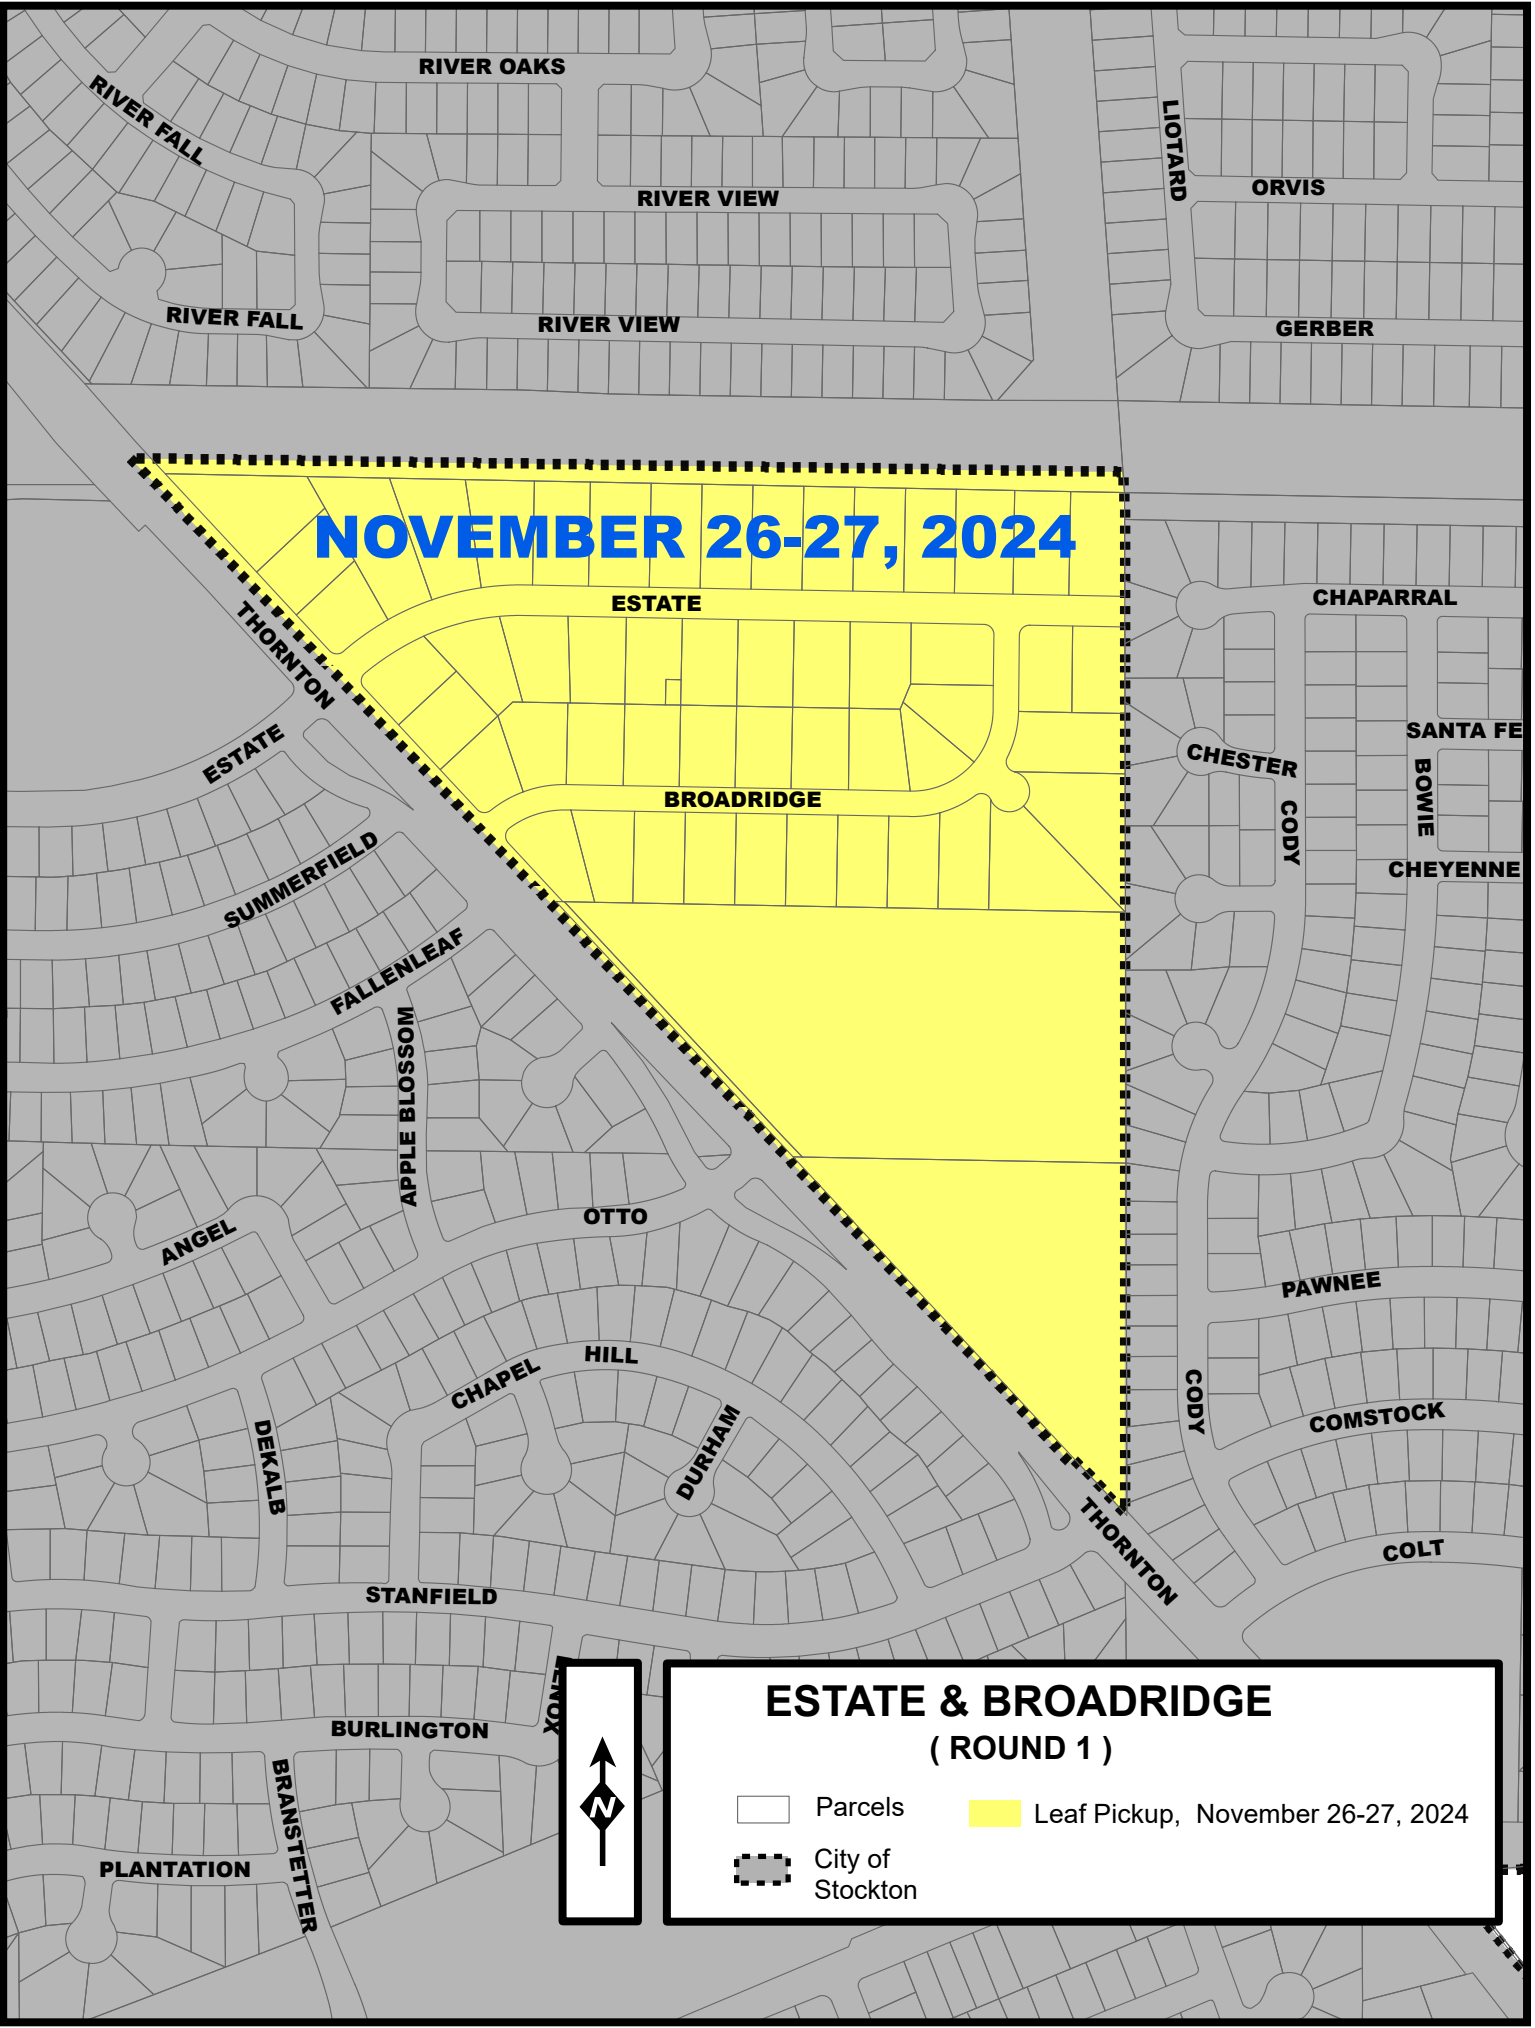 RIVER OAKS
RIVER FALL
LIOTARD
ORVIS
RIVER VIEW
RIVER FALL
RIVER VIEW
GERBER
NOVEMBER 26-27, 2024
ESTATE
CHAPARRAL
THORNTON
ESTATE
SANTA FE
CHESTER
BOWIE
BROADRIDGE
CODY
SUMMERFIELD
CHEYENNE
FALLENLEAF
APPLE BLOSSOM
OTTO
ANGEL
PAWNEE
HILL
CHAPEL
CODY
COMSTOCK
DURHAM
DEKALB
THORNTON
COLT
STANFIELD
BURLINGTON
BRANSTETTER
PLANTATION
ESTATE & BROADRIDGE
( ROUND 1 )
N
Parcels
Leaf Pickup, November 26-27, 2024
City of
Stockton